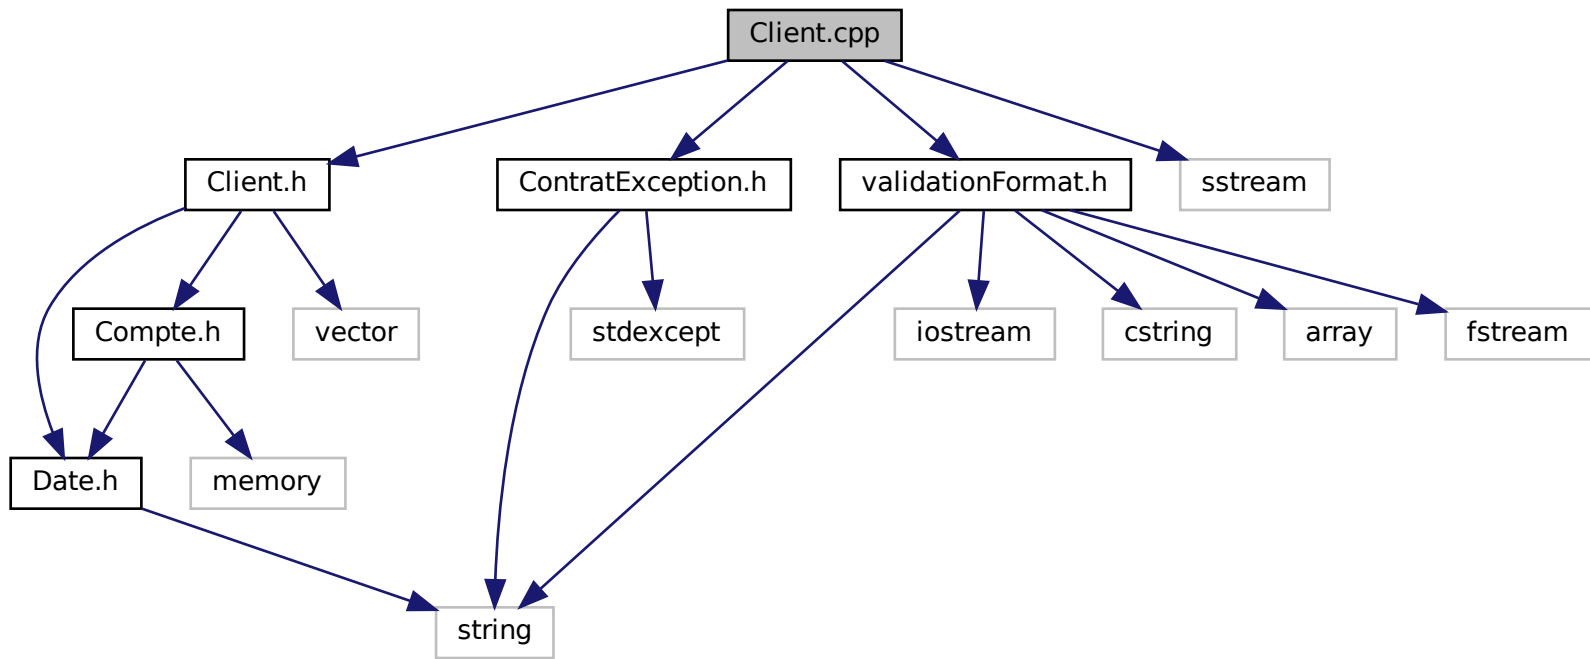 Client.cpp
Client.h
ContratException.h
validationFormat.h
sstream
Compte.h
vector
stdexcept
iostream
cstring
array
fstream
Date.h
memory
string